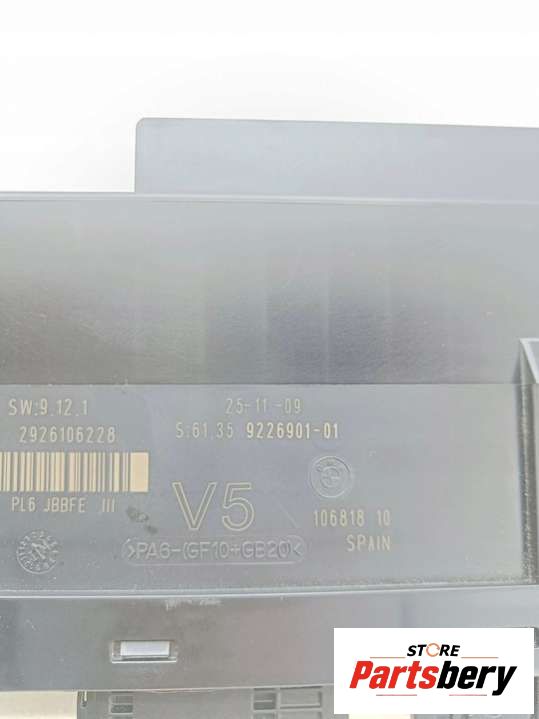 SW:9.12.1
25-11-09
2926106228
S:61.35 9226901-01
PL6 JBBFE III
V5
106818 10
>PA6-(GF10+GB20)<
SPAIN
STORE
Partsbery